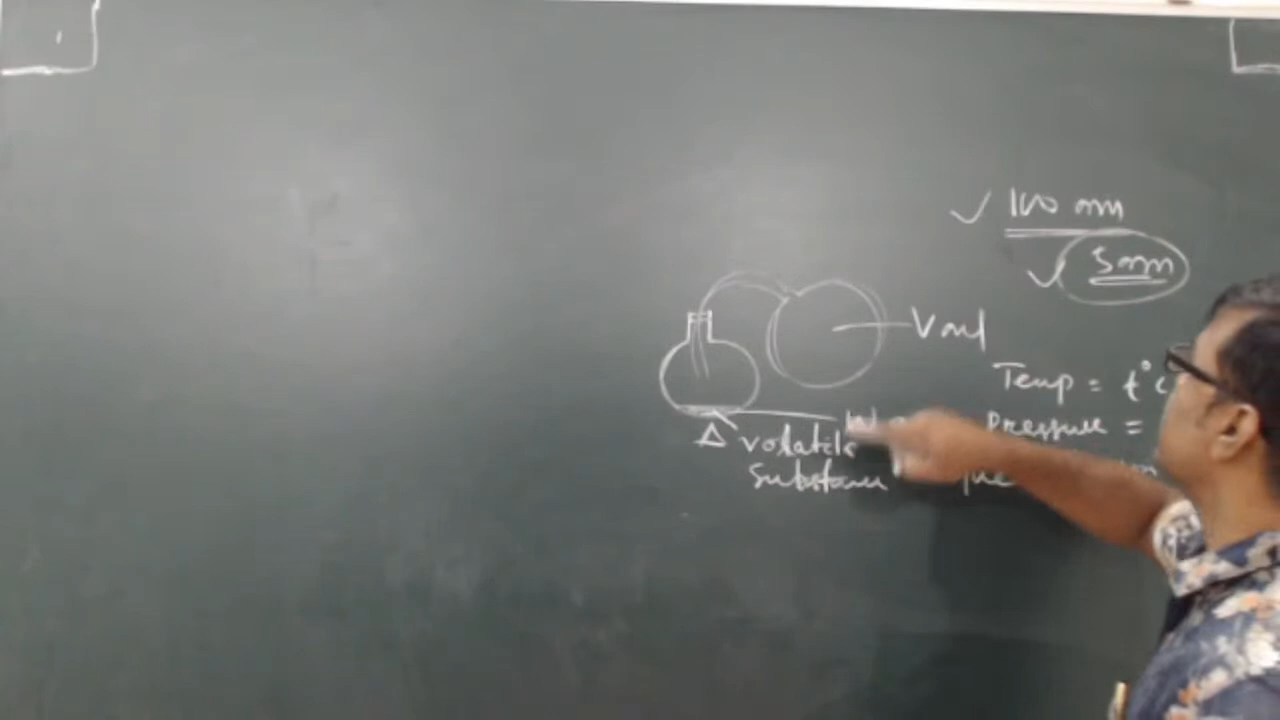 ✓ 100 mm
✓ 5mm
V ml
Temp = t°c
Pressure =
Δ volatile
Substance